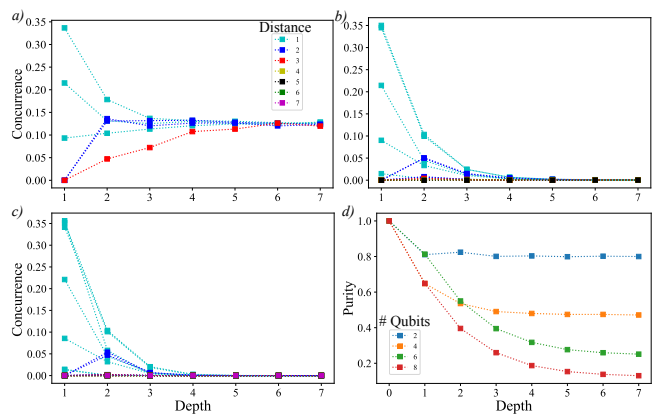 a)
Distance
1
2
3
4
5
6
7
Concurrence
0.35
0.30
0.25
0.20
0.15
0.10
0.05
0.00
1 2 3 4 5 6 7
b)
0.35
0.30
0.25
0.20
0.15
0.10
0.05
0.00
1 2 3 4 5 6 7
c)
Concurrence
0.35
0.30
0.25
0.20
0.15
0.10
0.05
0.00
1 2 3 4 5 6 7
Depth
d)
Purity
1.0
0.8
0.6
0.4
0.2
# Qubits
2
4
6
8
0 1 2 3 4 5 6 7
Depth